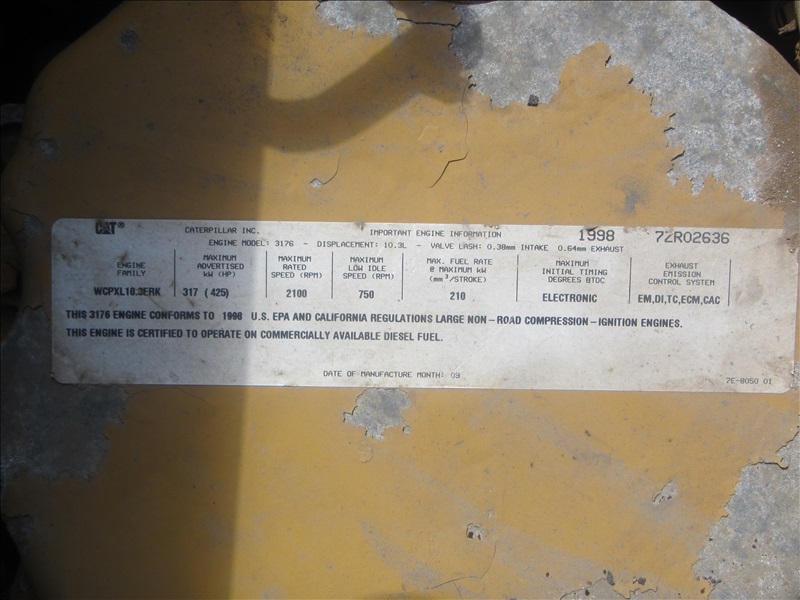 CAT® CATERPILLAR INC. IMPORTANT ENGINE INFORMATION 1998 7ZR02636
ENGINE MODEL: 3176 - DISPLACEMENT: 10.3L - VALVE LASH: 0.38mm INTAKE 0.64mm EXHAUST
ENGINE FAMILY
WCPXL10.3ERK
MAXIMUM ADVERTISED kW (HP)
317 (425)
MAXIMUM RATED SPEED (RPM)
2100
MAXIMUM LOW IDLE SPEED (RPM)
750
MAX. FUEL RATE @ MAXIMUM kW (mm³/STROKE)
210
MAXIMUM INITIAL TIMING DEGREES BTDC
ELECTRONIC
EXHAUST EMISSION CONTROL SYSTEM
EM,DI,TC,ECM,CAC
THIS 3176 ENGINE CONFORMS TO 1998 U.S. EPA AND CALIFORNIA REGULATIONS LARGE NON-ROAD COMPRESSION-IGNITION ENGINES.
THIS ENGINE IS CERTIFIED TO OPERATE ON COMMERCIALLY AVAILABLE DIESEL FUEL.
DATE OF MANUFACTURE MONTH: 09
7E-8050 01